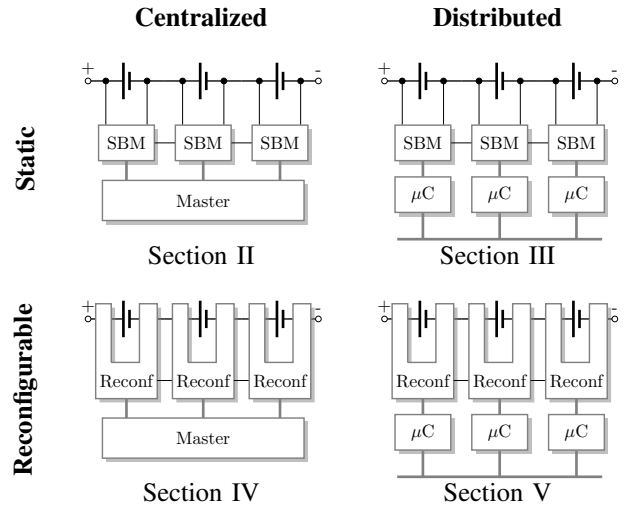 Centralized Distributed
Static
+ -
SBM SBM SBM
Master
Section II
+ -
SBM SBM SBM
μC μC μC
Section III
Reconfigurable
+ -
Reconf Reconf Reconf
Master
Section IV
+ -
Reconf Reconf Reconf
μC μC μC
Section V